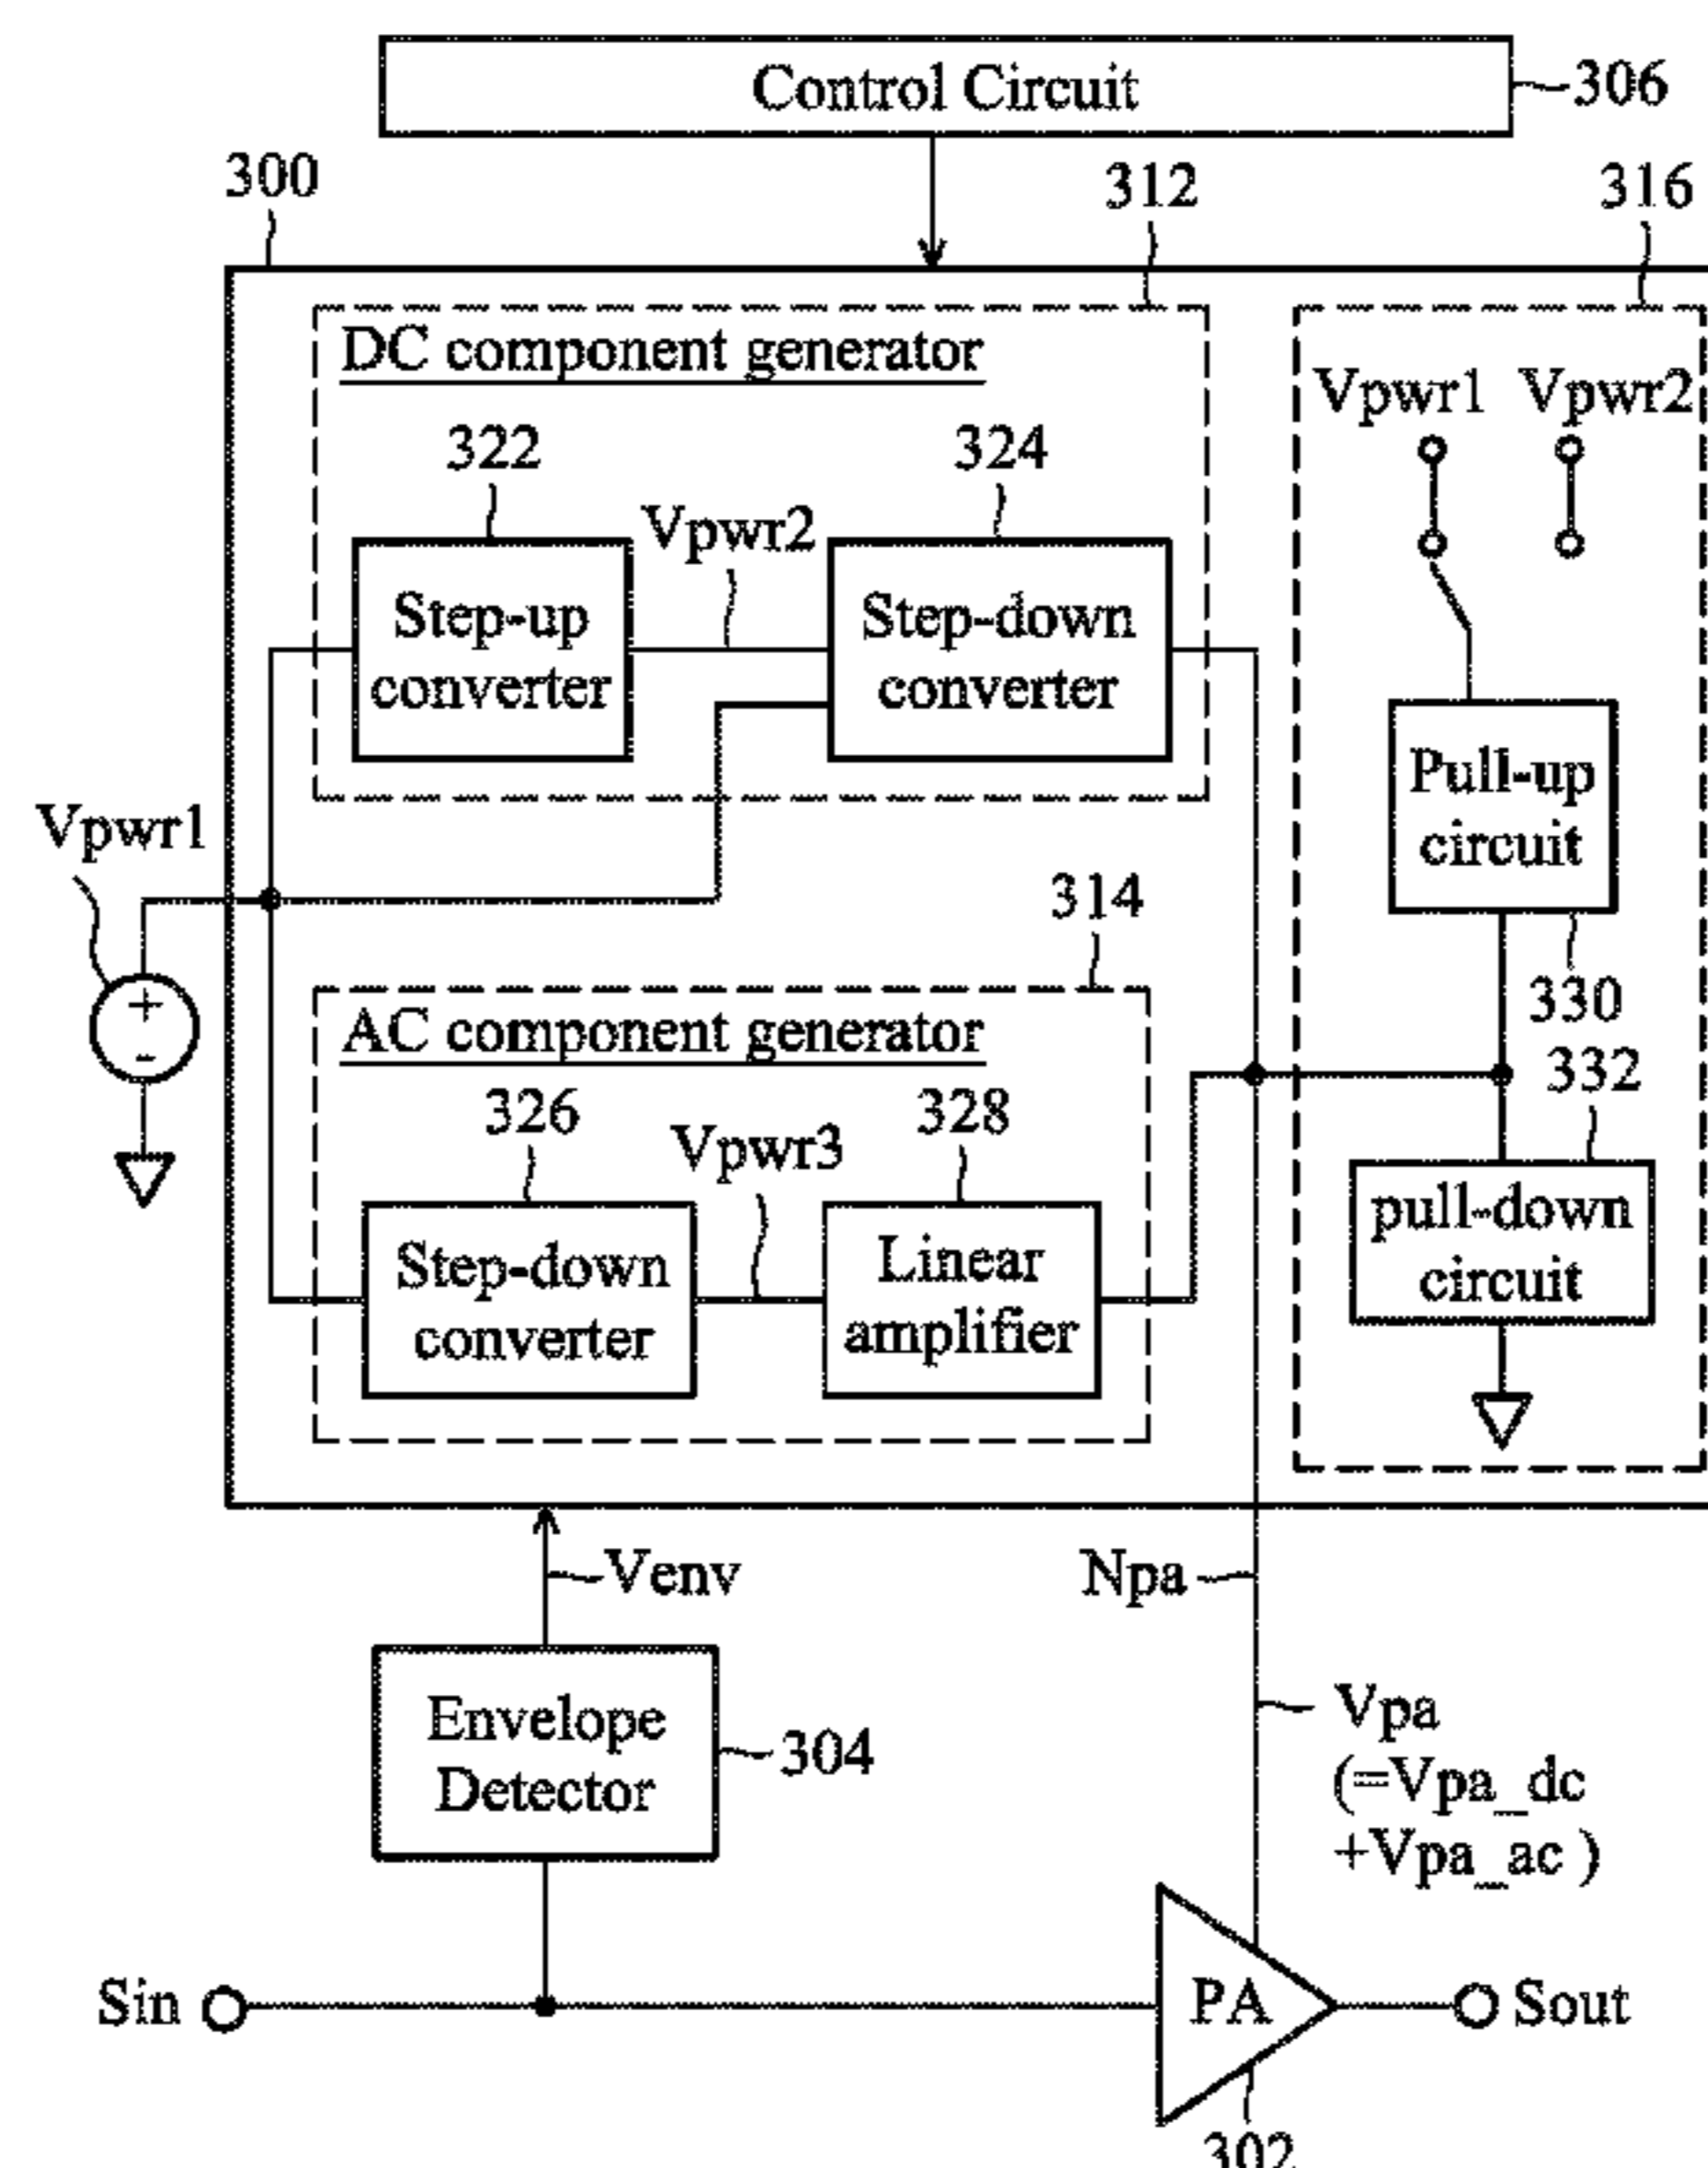 Control Circuit
306
300
312
316
DC component generator
Vpwr1
Vpwr2
322
324
Vpwr2
Step-up
converter
Step-down
converter
Pull-up
circuit
Vpwr1
314
330
AC component generator
332
326
Vpwr3
328
Step-down
converter
Linear
amplifier
pull-down
circuit
+
-
Venv
Npa
Envelope
Detector
304
Vpa
(=Vpa_dc
+Vpa_ac )
Sin
PA
Sout
302